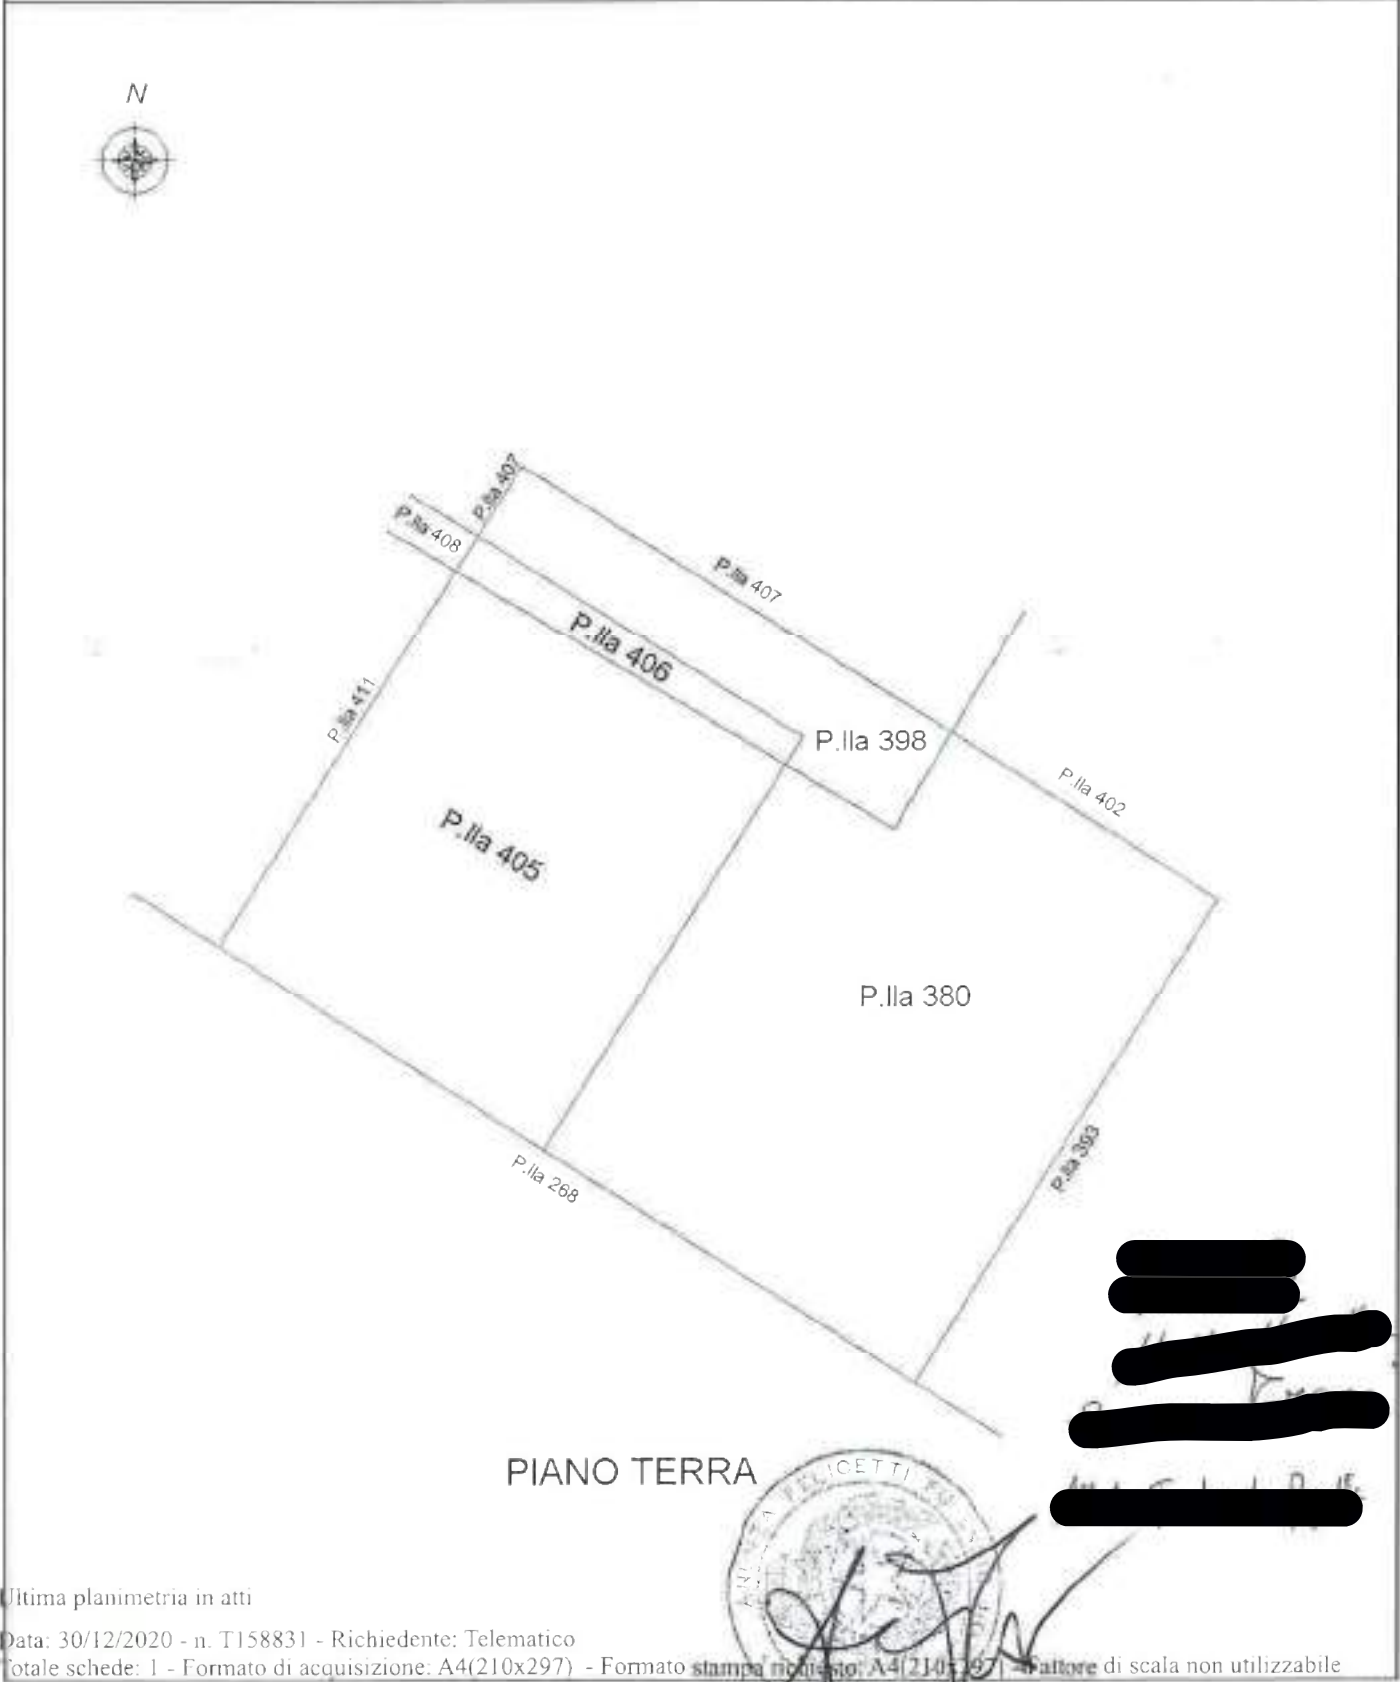 N
P.lla 407
P.lla 408
P.lla 407
P.lla 406
P.lla 411
P.lla 398
P.lla 402
P.lla 405
P.lla 380
P.lla 393
P.lla 268
PIANO TERRA
FELICETTI
Ultima planimetria in atti
Data: 30/12/2020 - n. T158831 - Richiedente: Telematico
Totale schede: 1 - Formato di acquisizione: A4(210x297) - Formato stampa richiesto: A4(210x297) - Fattore di scala non utilizzabile